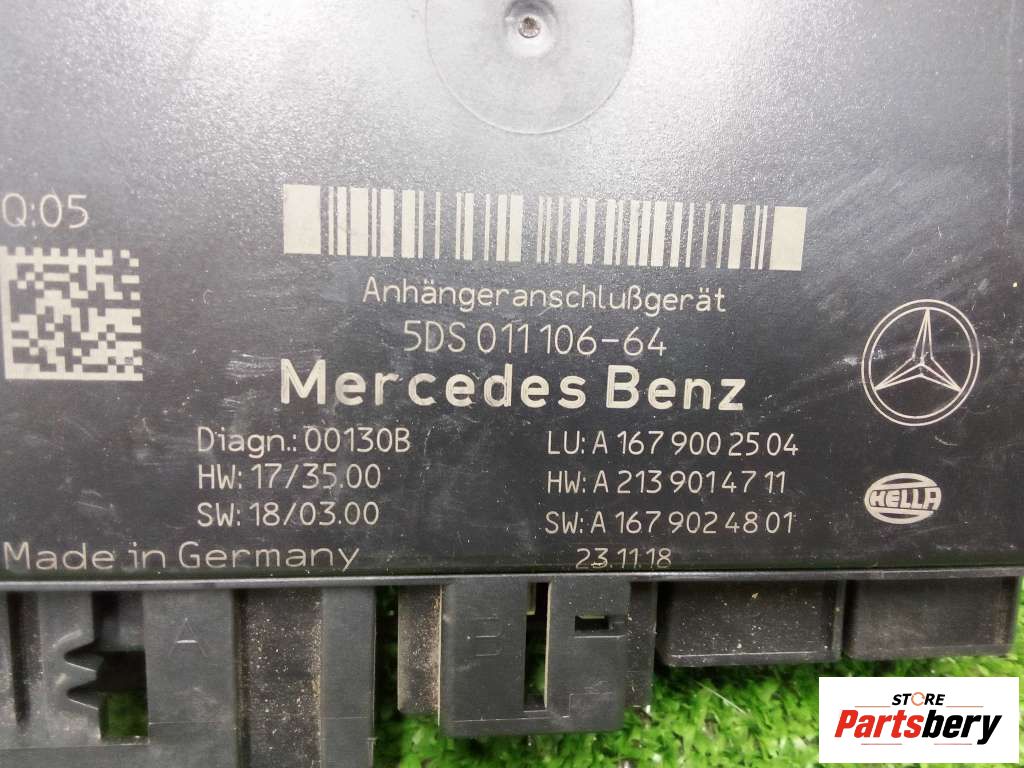 Q:05
Anhängeranschlußgerät
5DS 011 106-64
Mercedes Benz
Diagn.: 00130B
LU: A 167 900 25 04
HW: 17/35.00
HW: A 213 901 47 11
HELLA
SW: 18/03.00
SW: A 167 902 48 01
Made in Germany
23.11.18
A
B
STORE
Partsbery